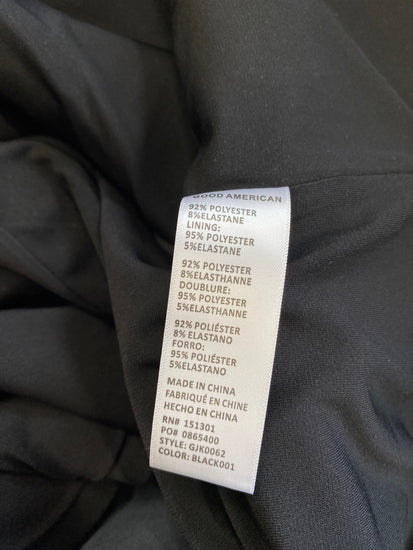 GOOD AMERICAN
92% POLYESTER
8%ELASTANE
LINING:
95% POLYESTER
5%ELASTANE
92% POLYESTER
8%ELASTHANNE
DOUBLURE:
95% POLYESTER
5%ELASTHANNE
92% POLIÉSTER
8% ELASTANO
FORRO:
95% POLIÉSTER
5%ELASTANO
MADE IN CHINA
FABRIQUÉ EN CHINE
HECHO EN CHINA
RN# 151301
PO# 0865400
STYLE: GJK0062
COLOR: BLACK001